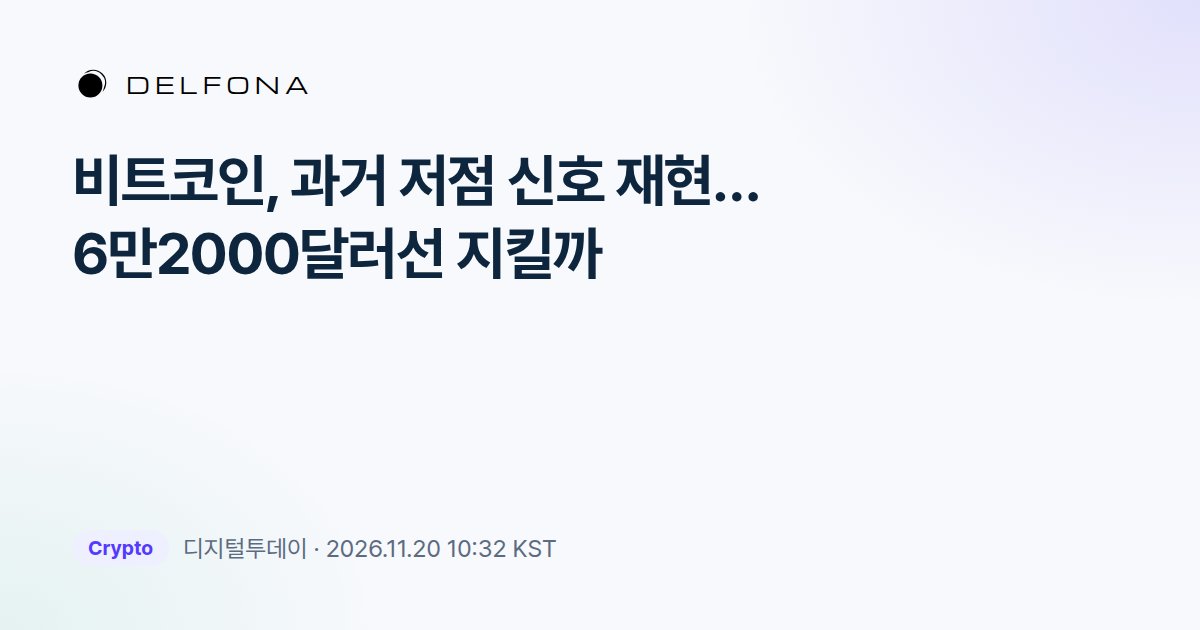 DELFONA
비트코인, 과거 저점 신호 재현…
6만2000달러선 지킬까
Crypto 디지털투데이 · 2026.11.20 10:32 KST